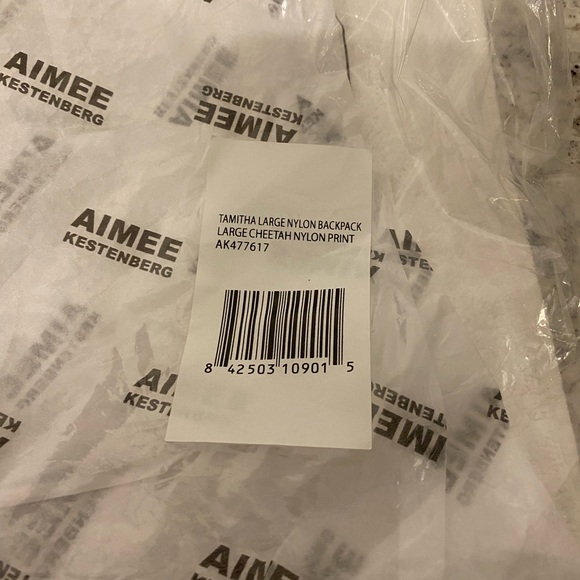 AIMEE
KESTENBERG
AIMEE
KESTENBERG
TAMITHA LARGE NYLON BACKPACK
LARGE CHEETAH NYLON PRINT
AK477617
AIMEE
KESTENBERG
8 42503 10901 5
AIMEE
KESTENBERG